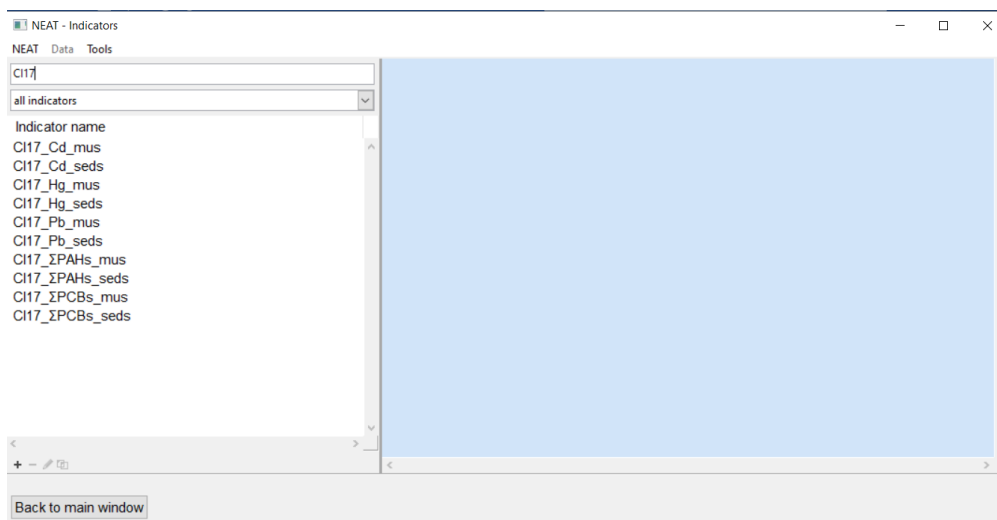 NEAT - Indicators
NEAT Data Tools
CI17
all indicators
Indicator name
CI17_Cd_mus
CI17_Cd_seds
CI17_Hg_mus
CI17_Hg_seds
CI17_Pb_mus
CI17_Pb_seds
CI17_ΣPAHs_mus
CI17_ΣPAHs_seds
CI17_ΣPCBs_mus
CI17_ΣPCBs_seds
Back to main window